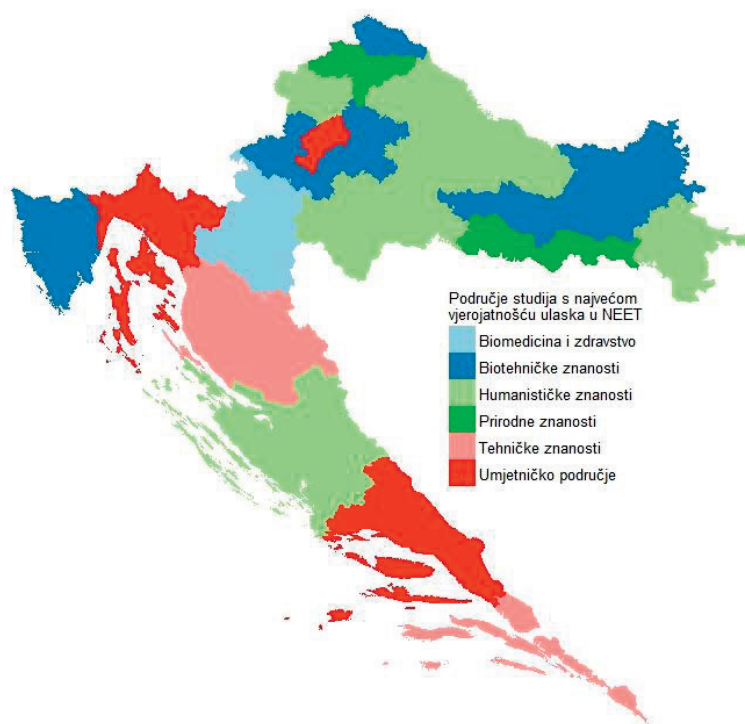 Područje studija s najvećom
vjerojatnošću ulaska u NEET
Biomedicina i zdravstvo
Biotehničke znanosti
Humanističke znanosti
Prirodne znanosti
Tehničke znanosti
Umjetničko područje